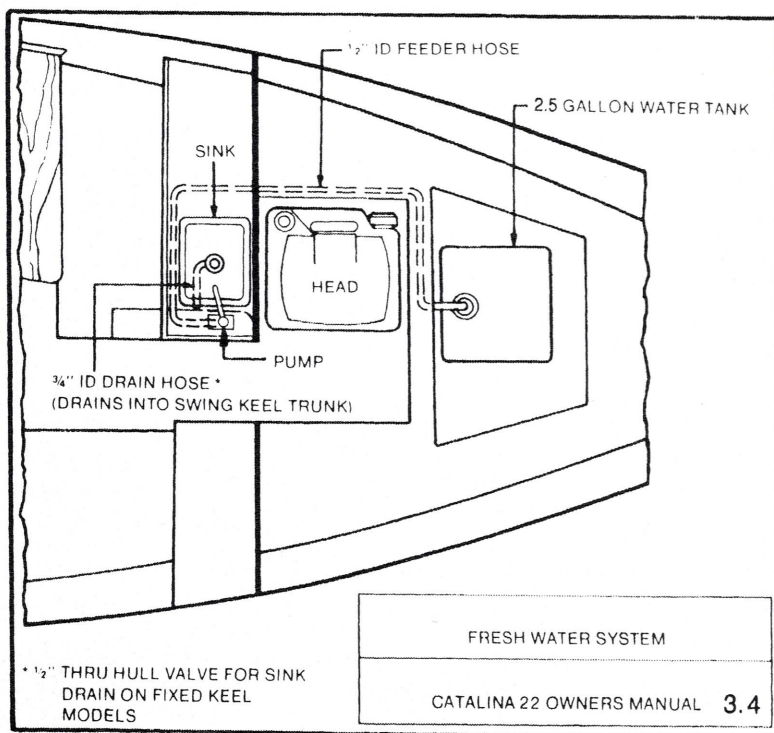 ½" ID FEEDER HOSE
2.5 GALLON WATER TANK
SINK
HEAD
PUMP
¾" ID DRAIN HOSE *
(DRAINS INTO SWING KEEL TRUNK)
* ½" THRU HULL VALVE FOR SINK
DRAIN ON FIXED KEEL
MODELS
FRESH WATER SYSTEM
CATALINA 22 OWNERS MANUAL 3.4